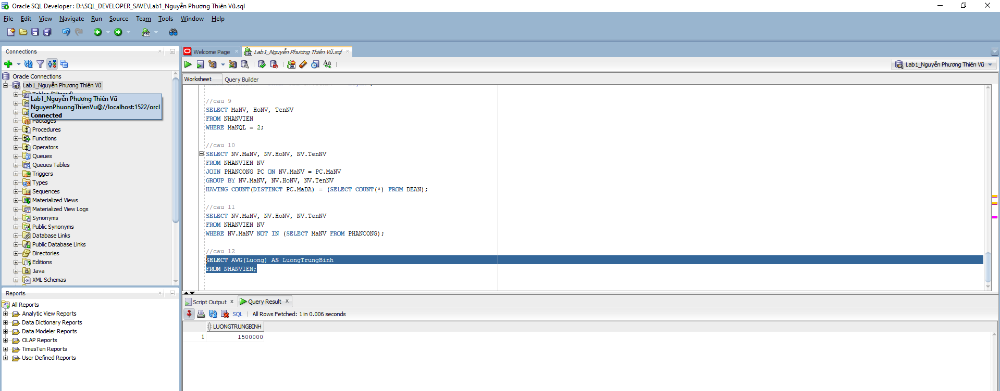 Oracle SQL Developer : D:\SQL_DEVELOPER_SAVE\Lab1_Nguyễn Phương Thiên Vũ.sql
File Edit View Navigate Run Source Team Tools Window Help
Connections
Oracle Connections
Lab1_Nguyễn Phương Thiên Vũ
Tables (Filtered)
Lab1_Nguyễn Phương Thiên Vũ
NguyenPhuongThienVu@//localhost:1522/orcl
Connected
Packages
Procedures
Functions
Operators
Queues
Queues Tables
Triggers
Types
Sequences
Materialized Views
Materialized View Logs
Synonyms
Public Synonyms
Database Links
Public Database Links
Directories
Editions
Java
XML Schemas
Reports
All Reports
Analytic View Reports
Data Dictionary Reports
Data Modeler Reports
OLAP Reports
TimesTen Reports
User Defined Reports
Welcome Page
Lab1_Nguyễn Phương Thiên Vũ.sql
Lab1_Nguyễn Phương Thiên Vũ
Worksheet Query Builder
//cau 9
SELECT MaNV, HoNV, TenNV
FROM NHANVIEN
WHERE MaNQL = 2;
//cau 10
SELECT NV.MaNV, NV.HoNV, NV.TenNV
FROM NHANVIEN NV
JOIN PHANCONG PC ON NV.MaNV = PC.MaNV
GROUP BY NV.MaNV, NV.HoNV, NV.TenNV
HAVING COUNT(DISTINCT PC.MaDA) = (SELECT COUNT(*) FROM DEAN);
//cau 11
SELECT NV.MaNV, NV.HoNV, NV.TenNV
FROM NHANVIEN NV
WHERE NV.MaNV NOT IN (SELECT MaNV FROM PHANCONG);
//cau 12
SELECT AVG(Luong) AS LuongTrungBinh
FROM NHANVIEN;
Script Output Query Result
SQL All Rows Fetched: 1 in 0.006 seconds
LUONGTRUNGBINH
1 1500000